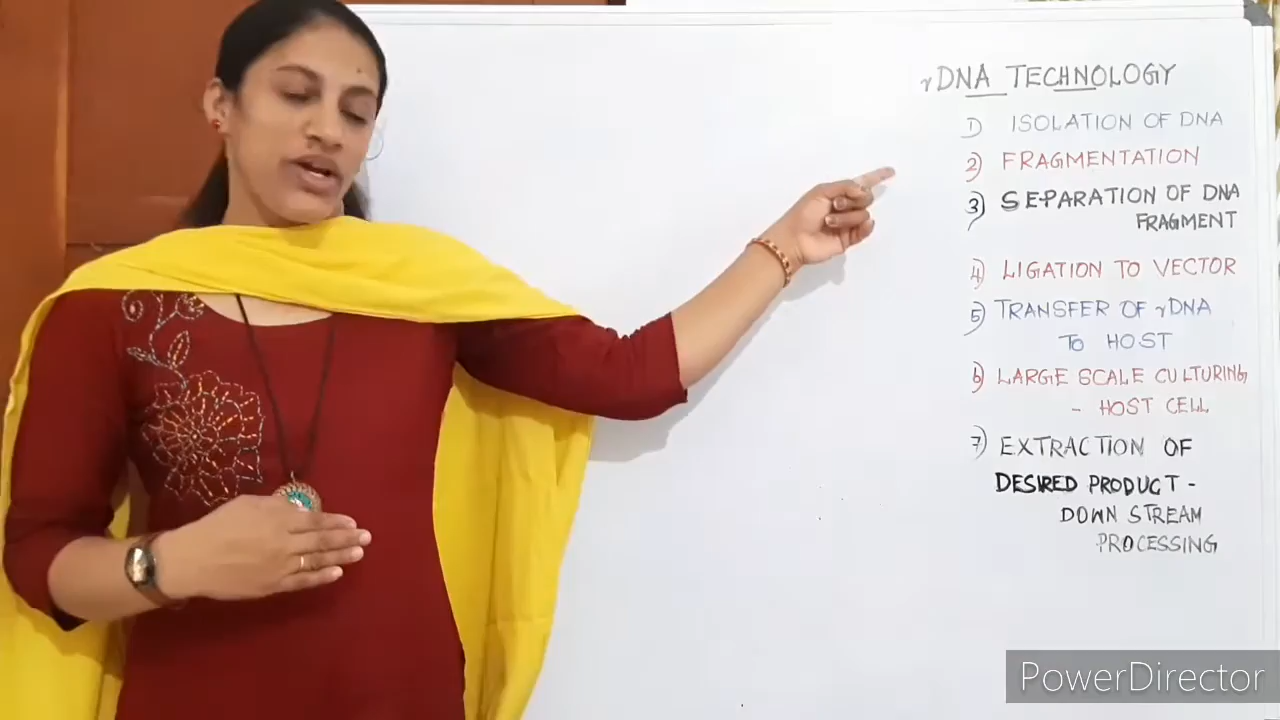 rDNA TECHNOLOGY
1) ISOLATION OF DNA
2) FRAGMENTATION
3) SEPARATION OF DNA
FRAGMENT
4) LIGATION TO VECTOR
5) TRANSFER OF rDNA
TO HOST
6) LARGE SCALE CULTURING
- HOST CELL
7) EXTRACTION OF
DESIRED PRODUCT -
DOWN STREAM
PROCESSING
PowerDirector